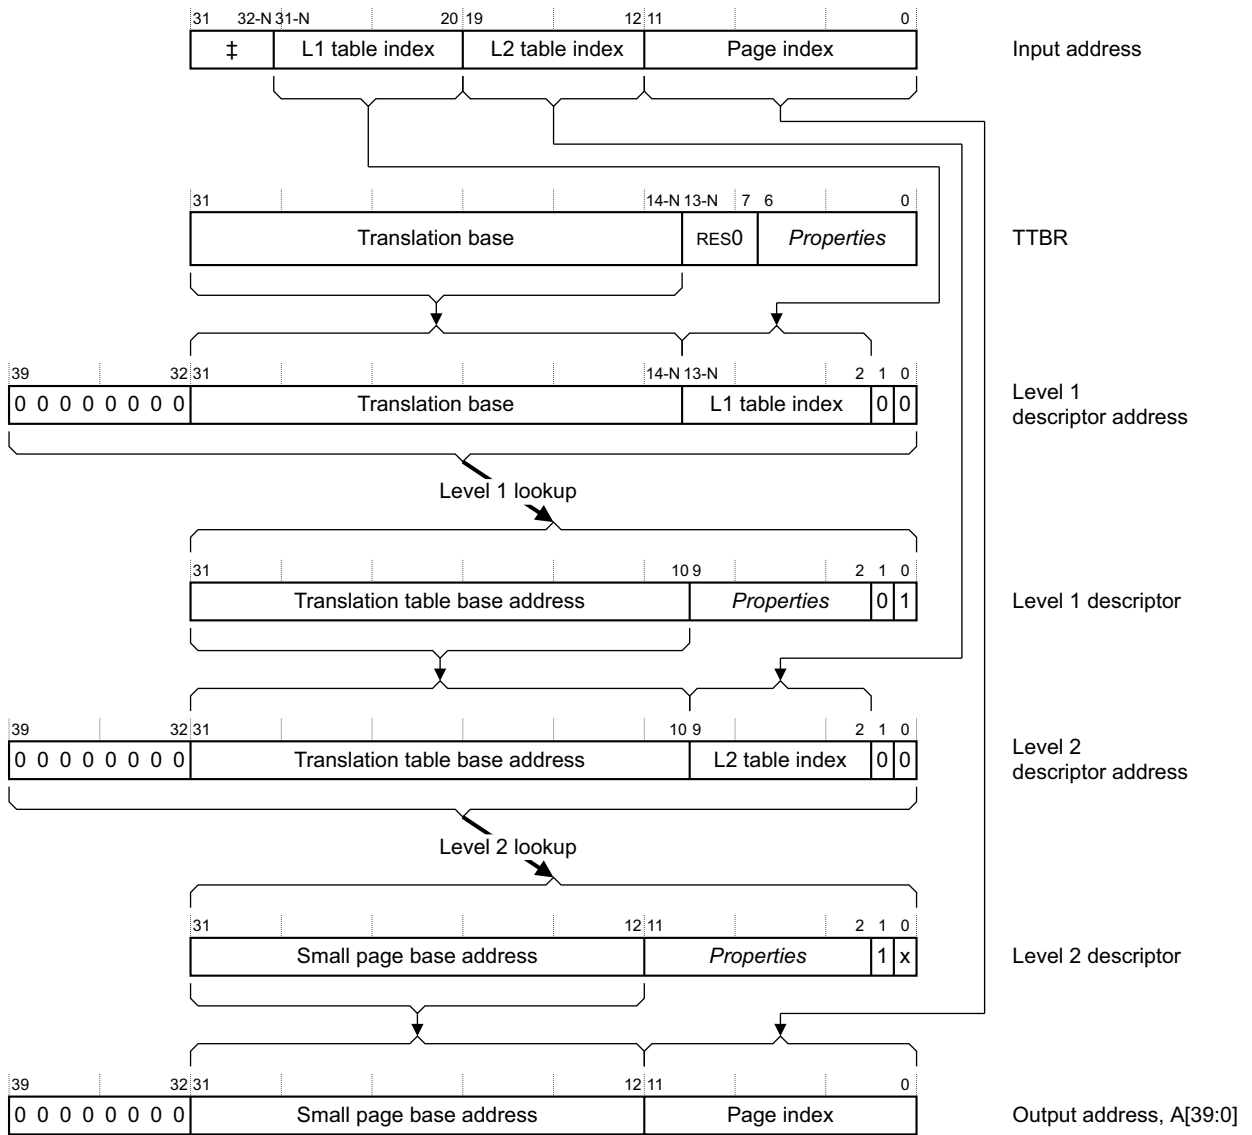 31 32-N 31-N 20 19 12 11 0
‡ L1 table index L2 table index Page index Input address
31 14-N 13-N 7 6 0
Translation base RES0 Properties TTBR
39 32 31 14-N 13-N 2 1 0
0 0 0 0 0 0 0 0 Translation base L1 table index 0 0 Level 1
descriptor address
Level 1 lookup
31 10 9 2 1 0
Translation table base address Properties 0 1 Level 1 descriptor
39 32 31 10 9 2 1 0
0 0 0 0 0 0 0 0 Translation table base address L2 table index 0 0 Level 2
descriptor address
Level 2 lookup
31 12 11 2 1 0
Small page base address Properties 1 x Level 2 descriptor
39 32 31 12 11 0
0 0 0 0 0 0 0 0 Small page base address Page index Output address, A[39:0]